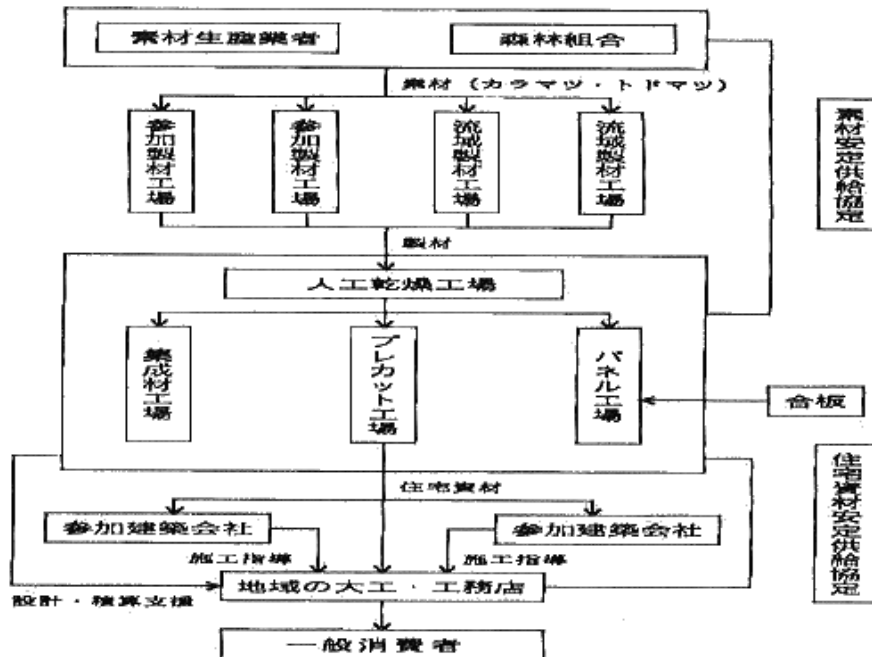 素材生産業者
森林組合
素材（カラマツ・トドマツ）
参加製材工場
参加製材工場
流域製材工場
流域製材工場
素材安定供給協定
製材
人工乾燥工場
集成材工場
プレカット工場
パネル工場
合板
住宅資材
参加建築会社
参加建築会社
施工指導
施工指導
地域の大工・工務店
設計・積算支援
一般消費者
住宅資材安定供給協定